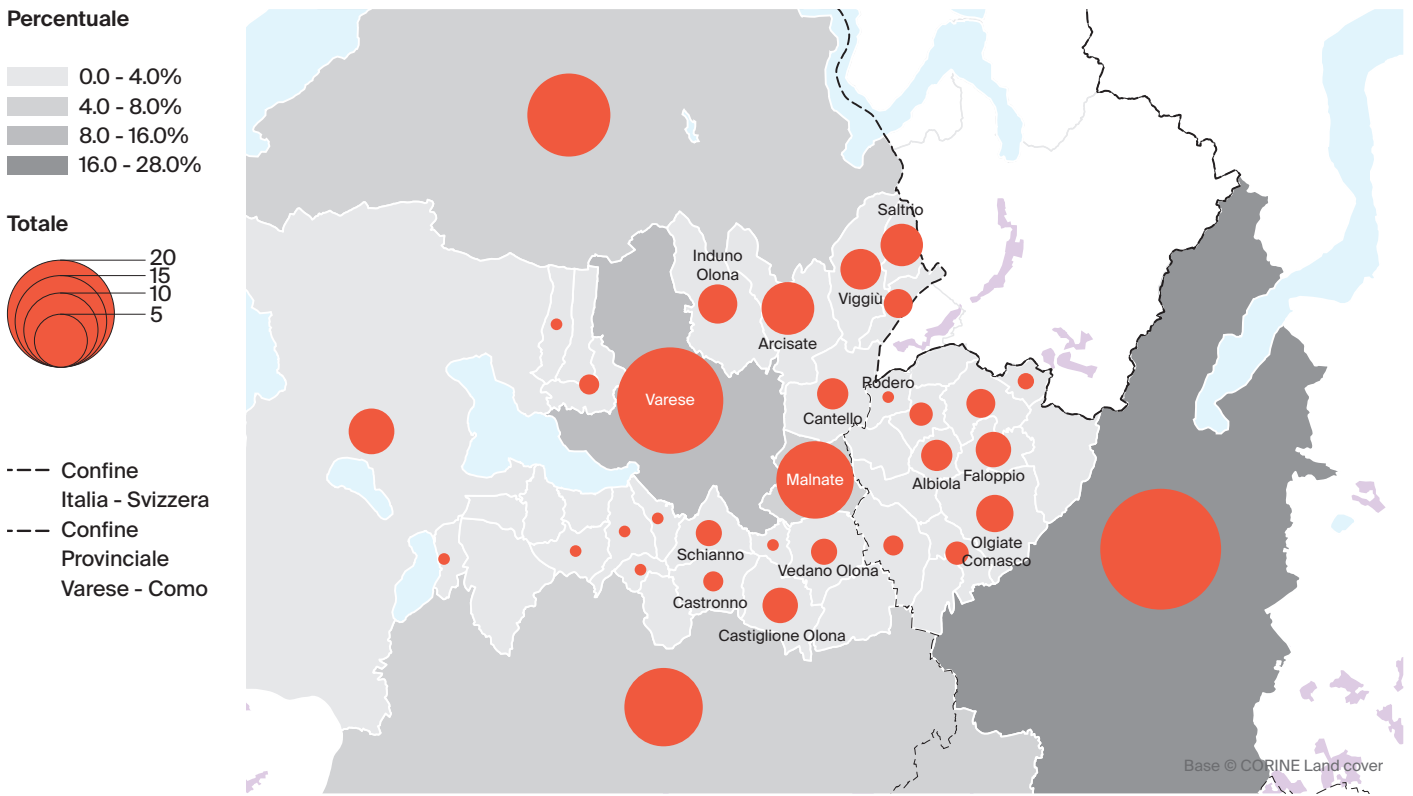 Percentuale
0.0 - 4.0%
4.0 - 8.0%
8.0 - 16.0%
16.0 - 28.0%
Totale
20
15
10
5
Confine
Italia - Svizzera
Confine
Provinciale
Varese - Como
Saltrio
Induno
Olona
Viggiù
Arcisate
Rodero
Varese
Cantello
Malnate
Albiola
Faloppio
Olgiate
Comasco
Schianno
Vedano Olona
Castronno
Castiglione Olona
Base © CORINE Land cover